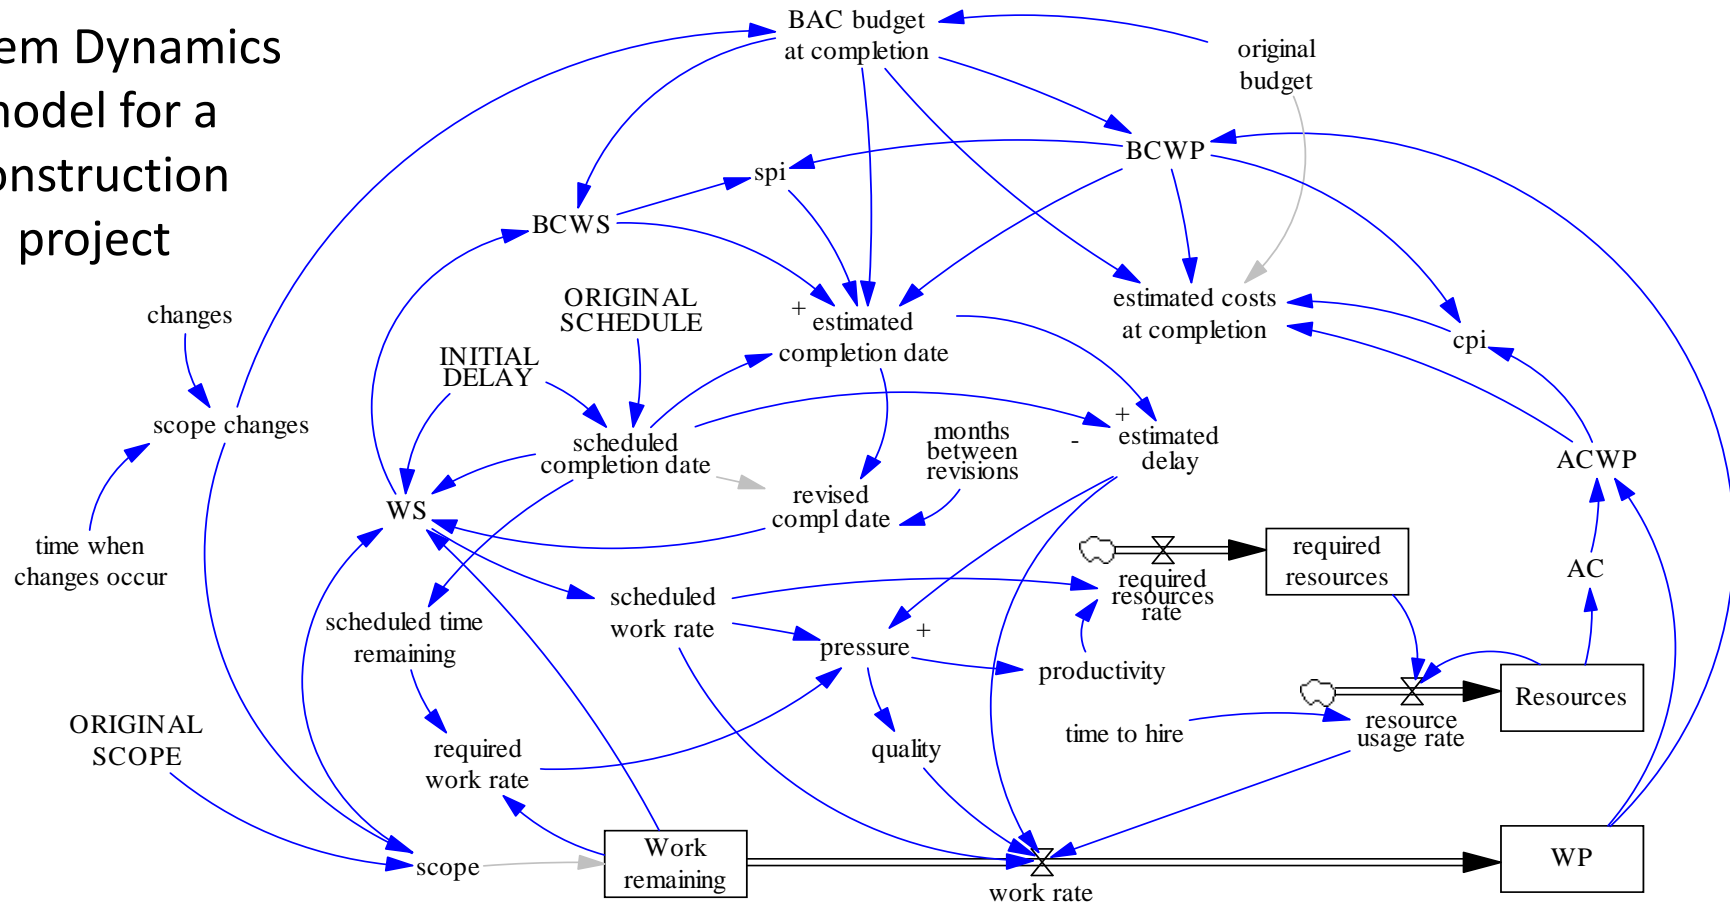 em Dynamics
odel for a
onstruction
project
BAC budget
at completion
original
budget
BCWP
spi
BCWS
ORIGINAL
SCHEDULE
+
estimated
completion date
estimated costs
at completion
cpi
changes
INITIAL
DELAY
scope changes
scheduled
completion date
months
between
revisions
+
-
estimated
delay
ACWP
revised
compl date
WS
time when
changes occur
required
resources
AC
required
resources
rate
scheduled
work rate
scheduled time
remaining
+
pressure
productivity
Resources
ORIGINAL
SCOPE
required
work rate
quality
time to hire
resource
usage rate
scope
Work
remaining
WP
work rate